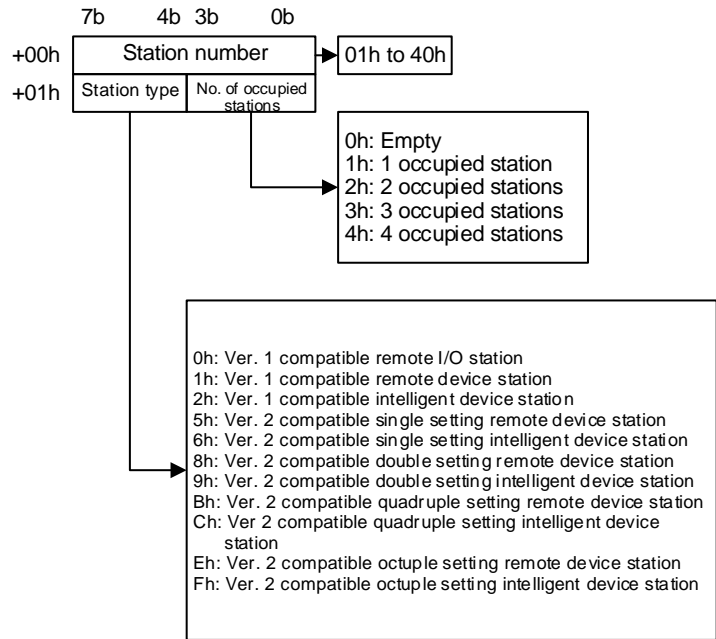 7b 4b 3b 0b
+00h Station number 01h to 40h
+01h Station type No. of occupied
stations
0h: Empty
1h: 1 occupied station
2h: 2 occupied stations
3h: 3 occupied stations
4h: 4 occupied stations
0h: Ver. 1 compatible remote I/O station
1h: Ver. 1 compatible remote device station
2h: Ver. 1 compatible intelligent device station
5h: Ver. 2 compatible single setting remote device station
6h: Ver. 2 compatible single setting intelligent device station
8h: Ver. 2 compatible double setting remote device station
9h: Ver. 2 compatible double setting intelligent device station
Bh: Ver. 2 compatible quadruple setting remote device station
Ch: Ver 2 compatible quadruple setting intelligent device
station
Eh: Ver. 2 compatible octuple setting remote device station
Fh: Ver. 2 compatible octuple setting intelligent device station